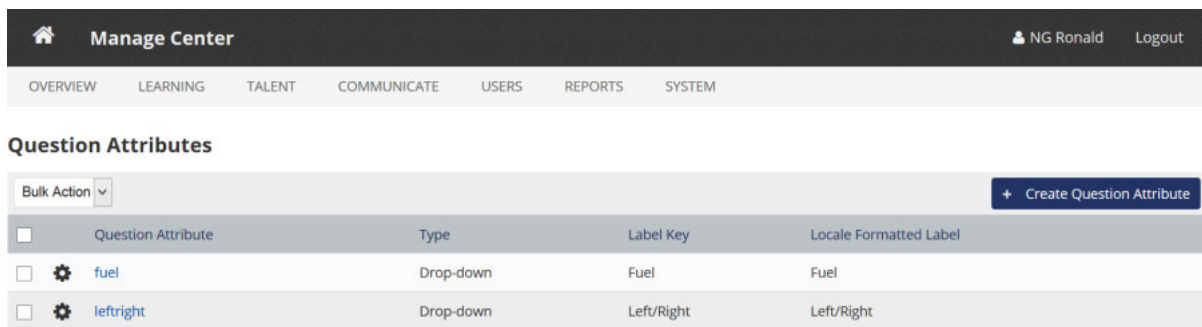 Manage Center NG Ronald Logout
OVERVIEW LEARNING TALENT COMMUNICATE USERS REPORTS SYSTEM
Question Attributes
Bulk Action + Create Question Attribute
Question Attribute Type Label Key Locale Formatted Label
fuel Drop-down Fuel Fuel
leftright Drop-down Left/Right Left/Right